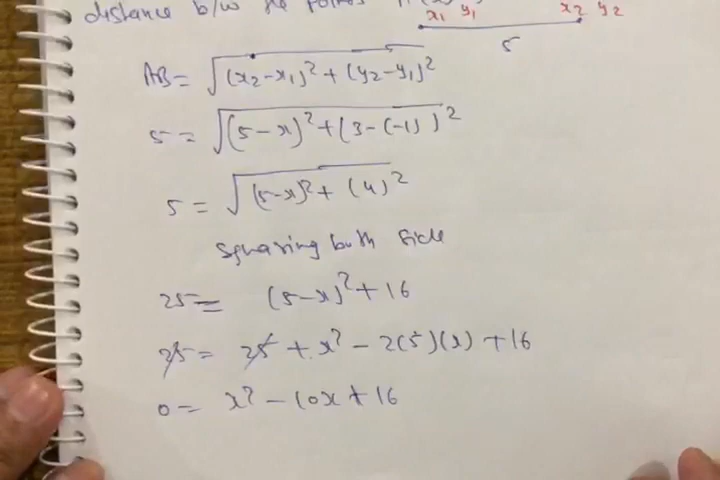 distance b/w the points
x₁ y₁ x₂ y₂
5
AB = √(x₂-x₁)² + (y₂-y₁)²
5 = √(5-x)² + (3-(-1))²
5 = √(5-x)² + (4)²
Squaring both side
25 = (5-x)² + 16
25 = 25 + x² - 2(5)(x) + 16
0 = x² - 10x + 16